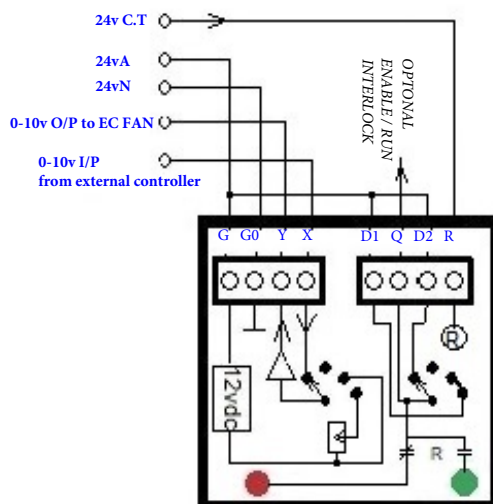 24v C.T
24vA
24vN
0-10v O/P to EC FAN
0-10v I/P
from external controller
OPTONAL
ENABLE / RUN
INTERLOCK
G G0 Y X D1 Q D2 R
R
12vdc
R